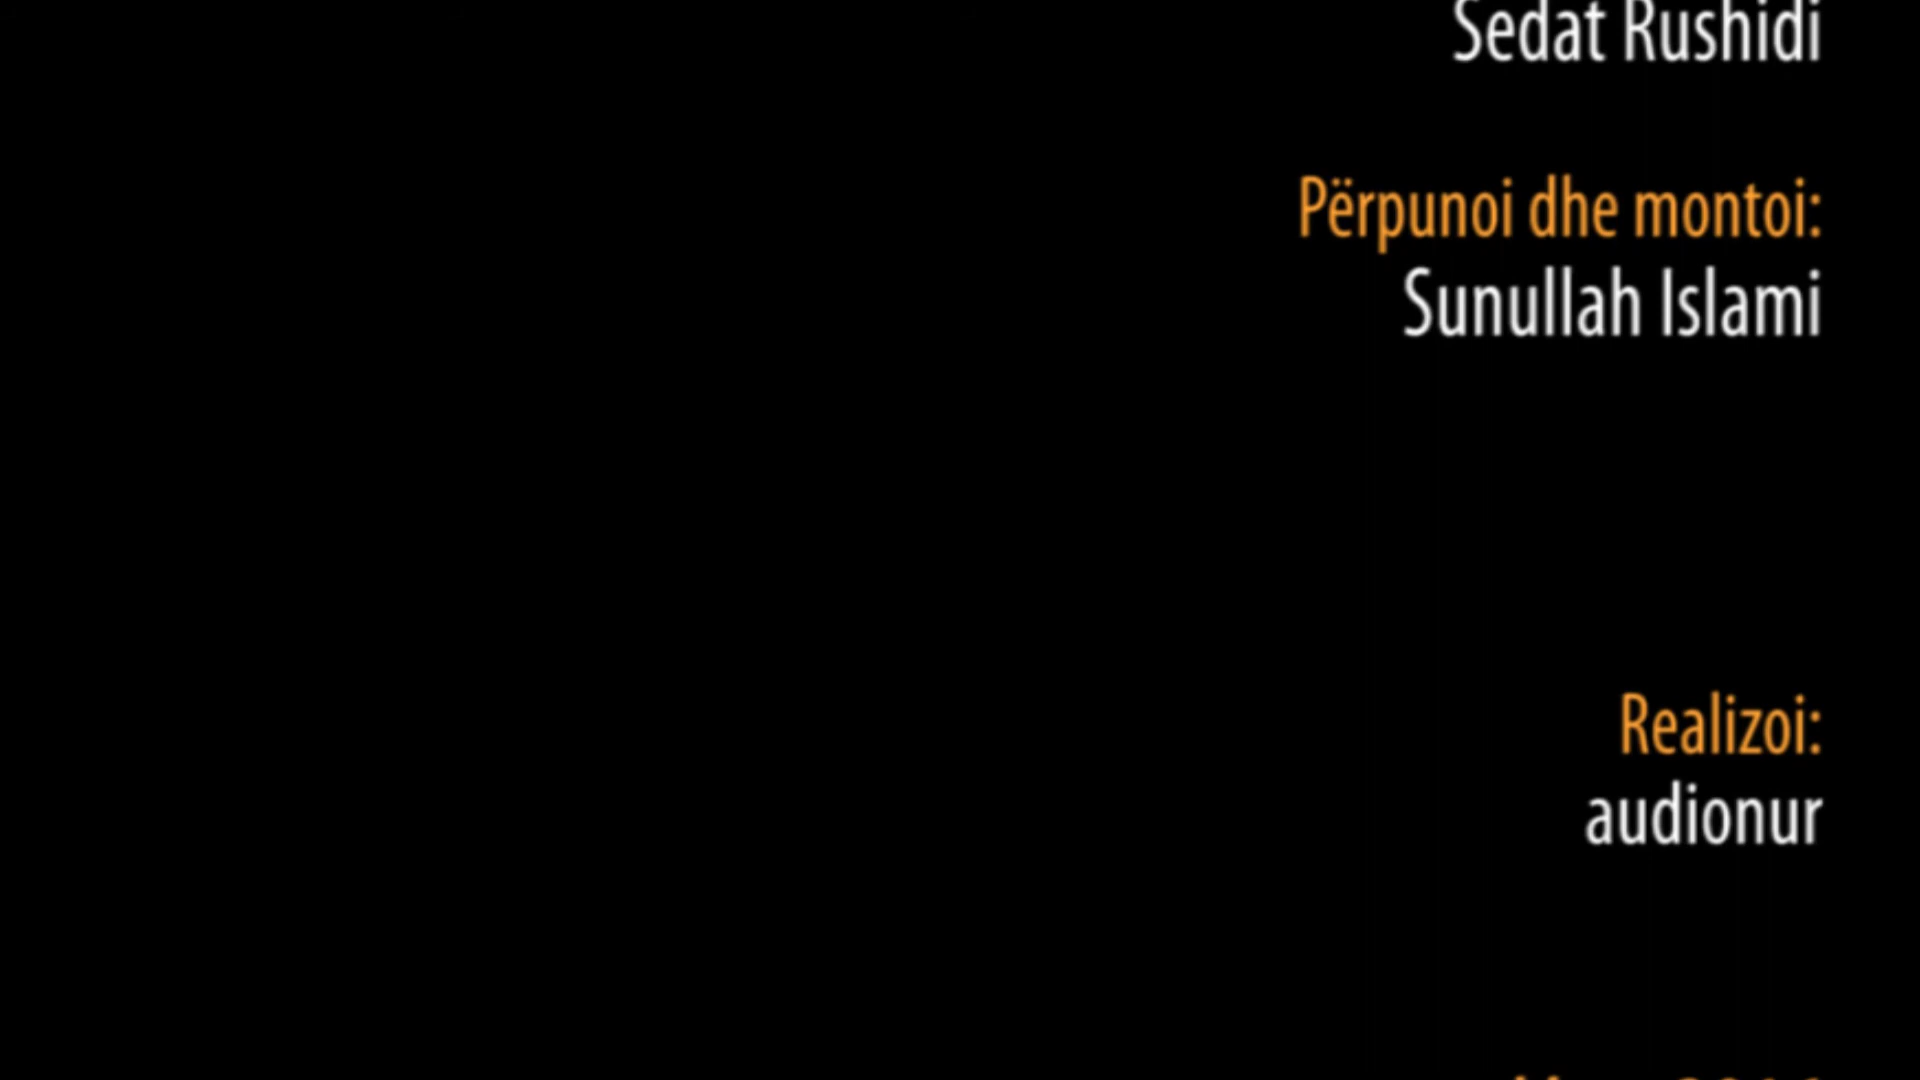 Sedat Rushidi
Përpunoi dhe montoi:
Sunullah Islami
Realizoi:
audionur